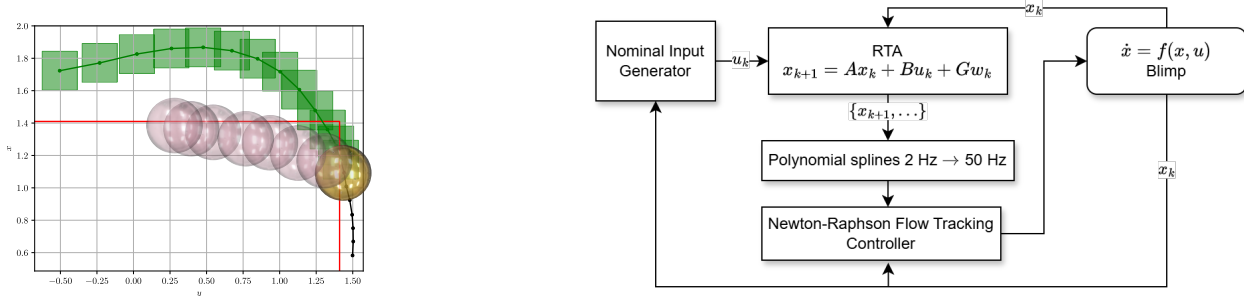 2.0
1.8
1.6
1.4
1.2
1.0
0.8
0.6
x
−0.50 −0.25 0.00 0.25 0.50 0.75 1.00 1.25 1.50
y
Nominal Input
Generator
u_k
RTA
x_{k+1} = Ax_k + Bu_k + Gw_k
x_k
ẋ = f(x, u)
Blimp
{x_{k+1}, …}
Polynomial splines 2 Hz → 50 Hz
x_k
Newton-Raphson Flow Tracking
Controller